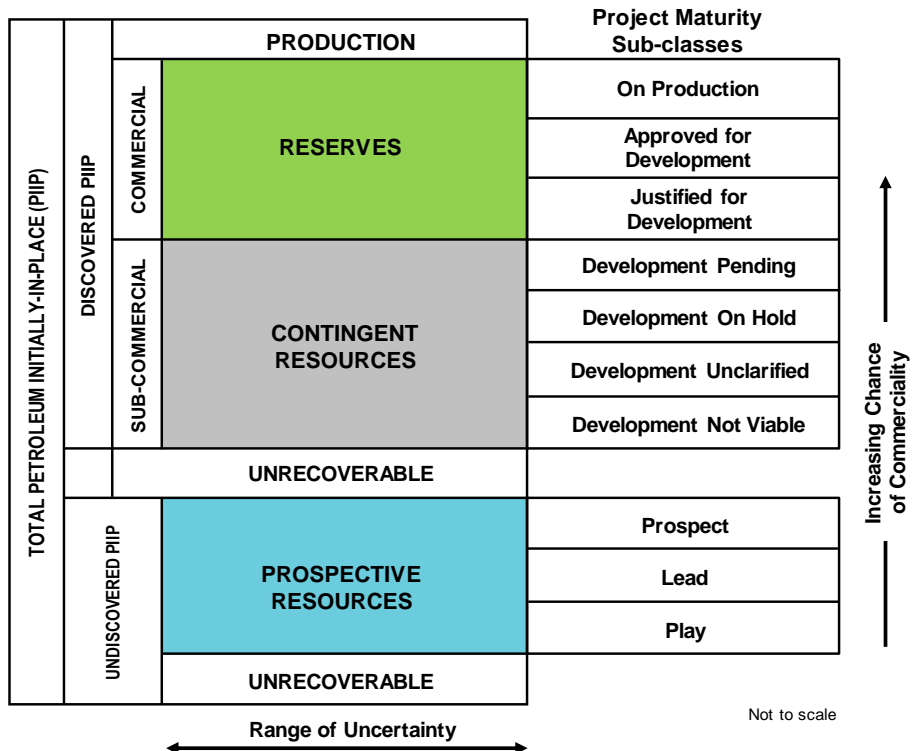 Project Maturity
Sub-classes
TOTAL PETROLEUM INITIALLY-IN-PLACE (PIIP)
DISCOVERED PIIP
COMMERCIAL
SUB-COMMERCIAL
UNDISCOVERED PIIP
PRODUCTION
RESERVES
On Production
Approved for
Development
Justified for
Development
CONTINGENT
RESOURCES
Development Pending
Development On Hold
Development Unclarified
Development Not Viable
UNRECOVERABLE
PROSPECTIVE
RESOURCES
Prospect
Lead
Play
UNRECOVERABLE
Increasing Chance
of Commerciality
Range of Uncertainty
Not to scale